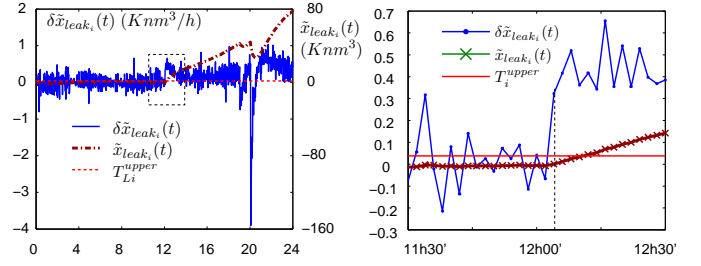 2 δx̃_{leak_i}(t) (Knm³/h) 80 x̃_{leak_i}(t)
(Knm³)
1
0 0
−1
δx̃_{leak_i}(t)
−2 x̃_{leak_i}(t) −80
T_{Li}^{upper}
−3
−4 −160
0 4 8 12 16 20 24
0.7
δx̃_{leak_i}(t)
0.6 x̃_{leak_i}(t)
T_i^{upper}
0.5
0.4
0.3
0.2
0.1
0
−0.1
−0.2
−0.3
11h30' 12h00' 12h30'